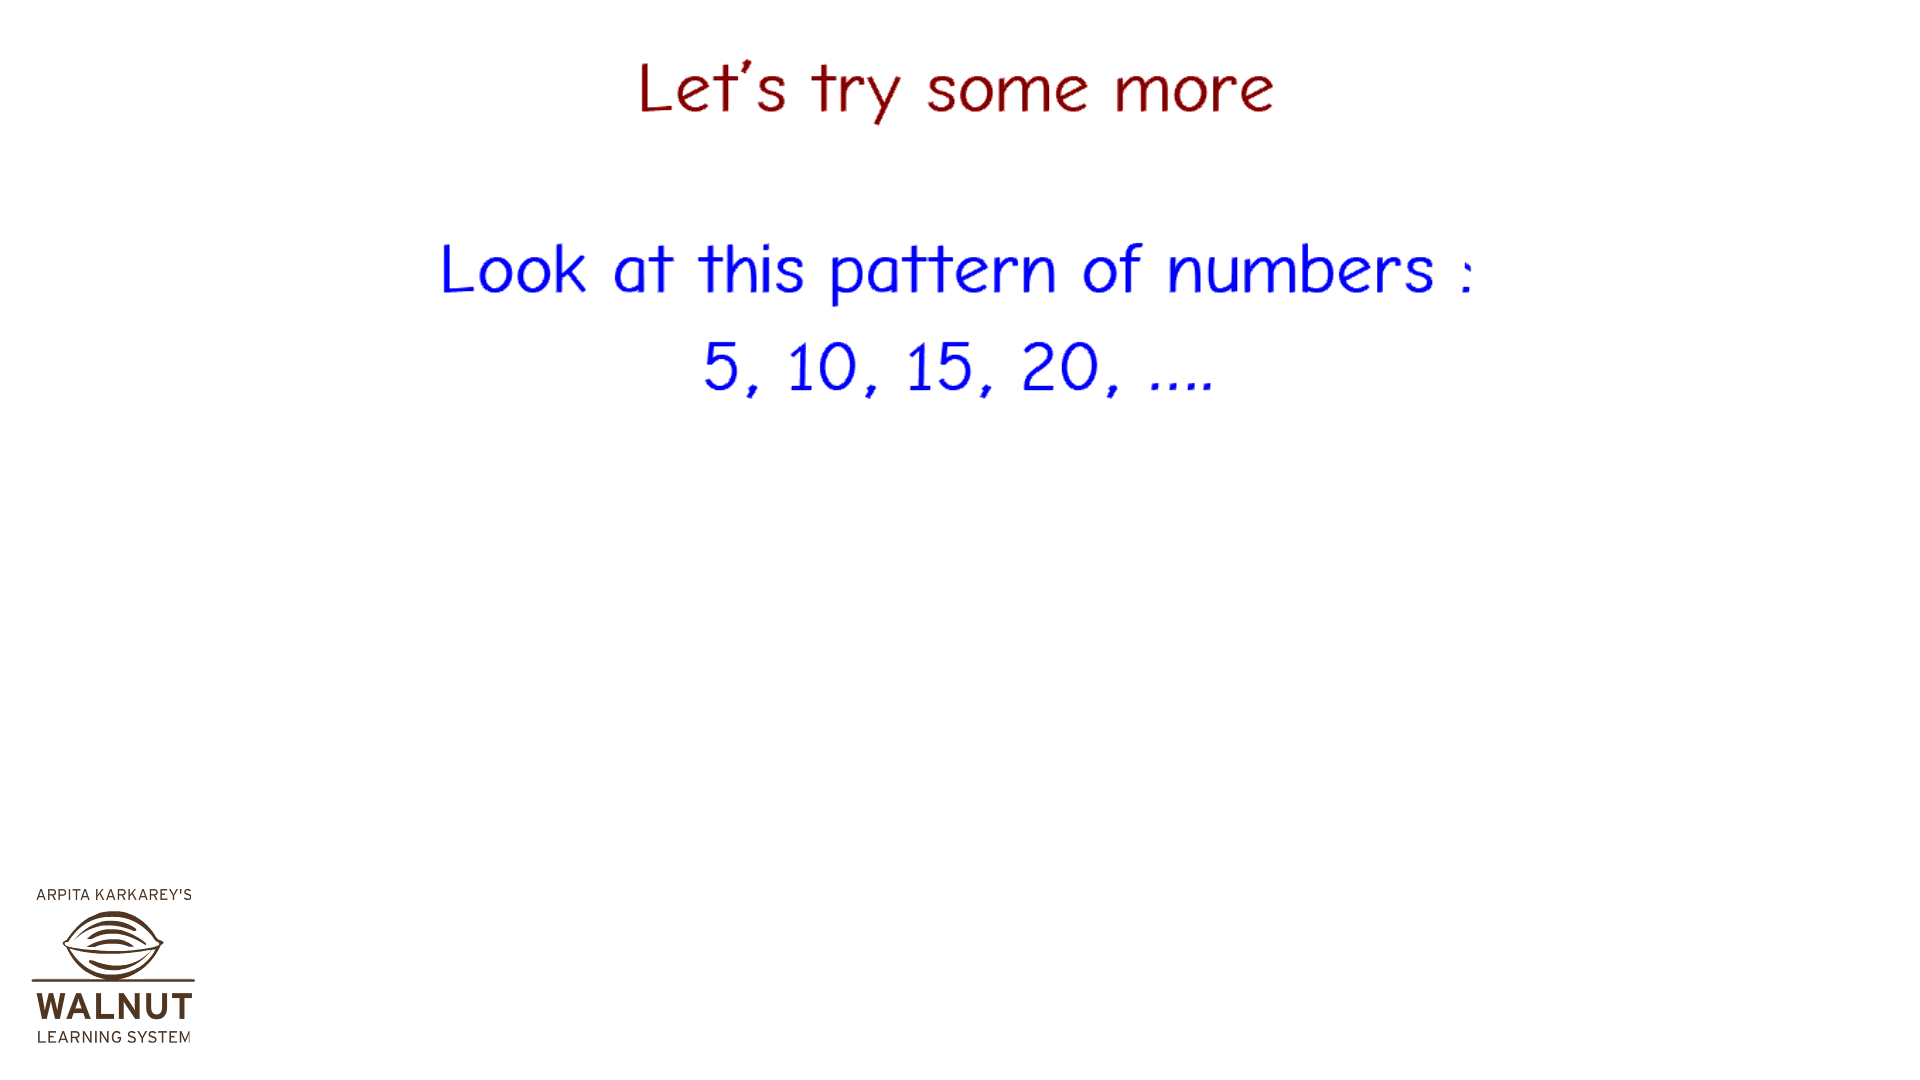 Let's try some more
Look at this pattern of numbers :
5, 10, 15, 20, ....
ARPITA KARKAREY'S
WALNUT
LEARNING SYSTEM